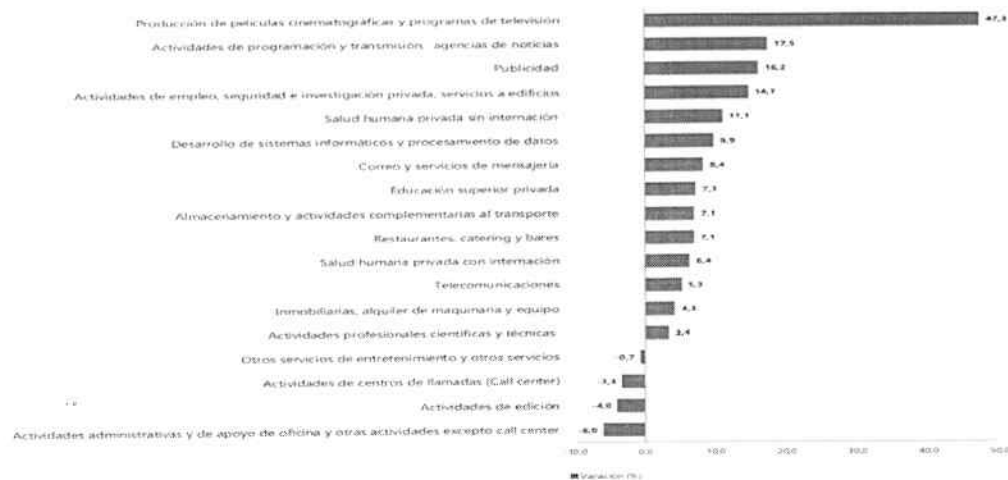 Producción de películas cinematográficas y programas de televisión 47,3
Actividades de programación y transmisión agencias de noticias 17,5
Publicidad 16,2
Actividades de empleo, seguridad e investigación privada, servicios a edificios 14,7
Salud humana privada sin internación 11,1
Desarrollo de sistemas informáticos y procesamiento de datos 9,9
Correo y servicios de mensajería 8,4
Educación superior privada
Almacenamiento y actividades complementarias al transporte 7,1
Restaurantes, catering y bares 7,1
Salud humana privada con internación 6,4
Telecomunicaciones 5,3
Inmobiliarias, alquiler de maquinaria y equipo
Actividades profesionales científicas y técnicas 3,4
Otros servicios de entretenimiento y otros servicios -0,7
Actividades de centros de llamadas (Call center)
Actividades de edición -4,0
Actividades administrativas y de apoyo de oficina y otras actividades excepto call center -6,0
-10,0 0,0 10,0 20,0 30,0 40,0 50,0
Variación (%)